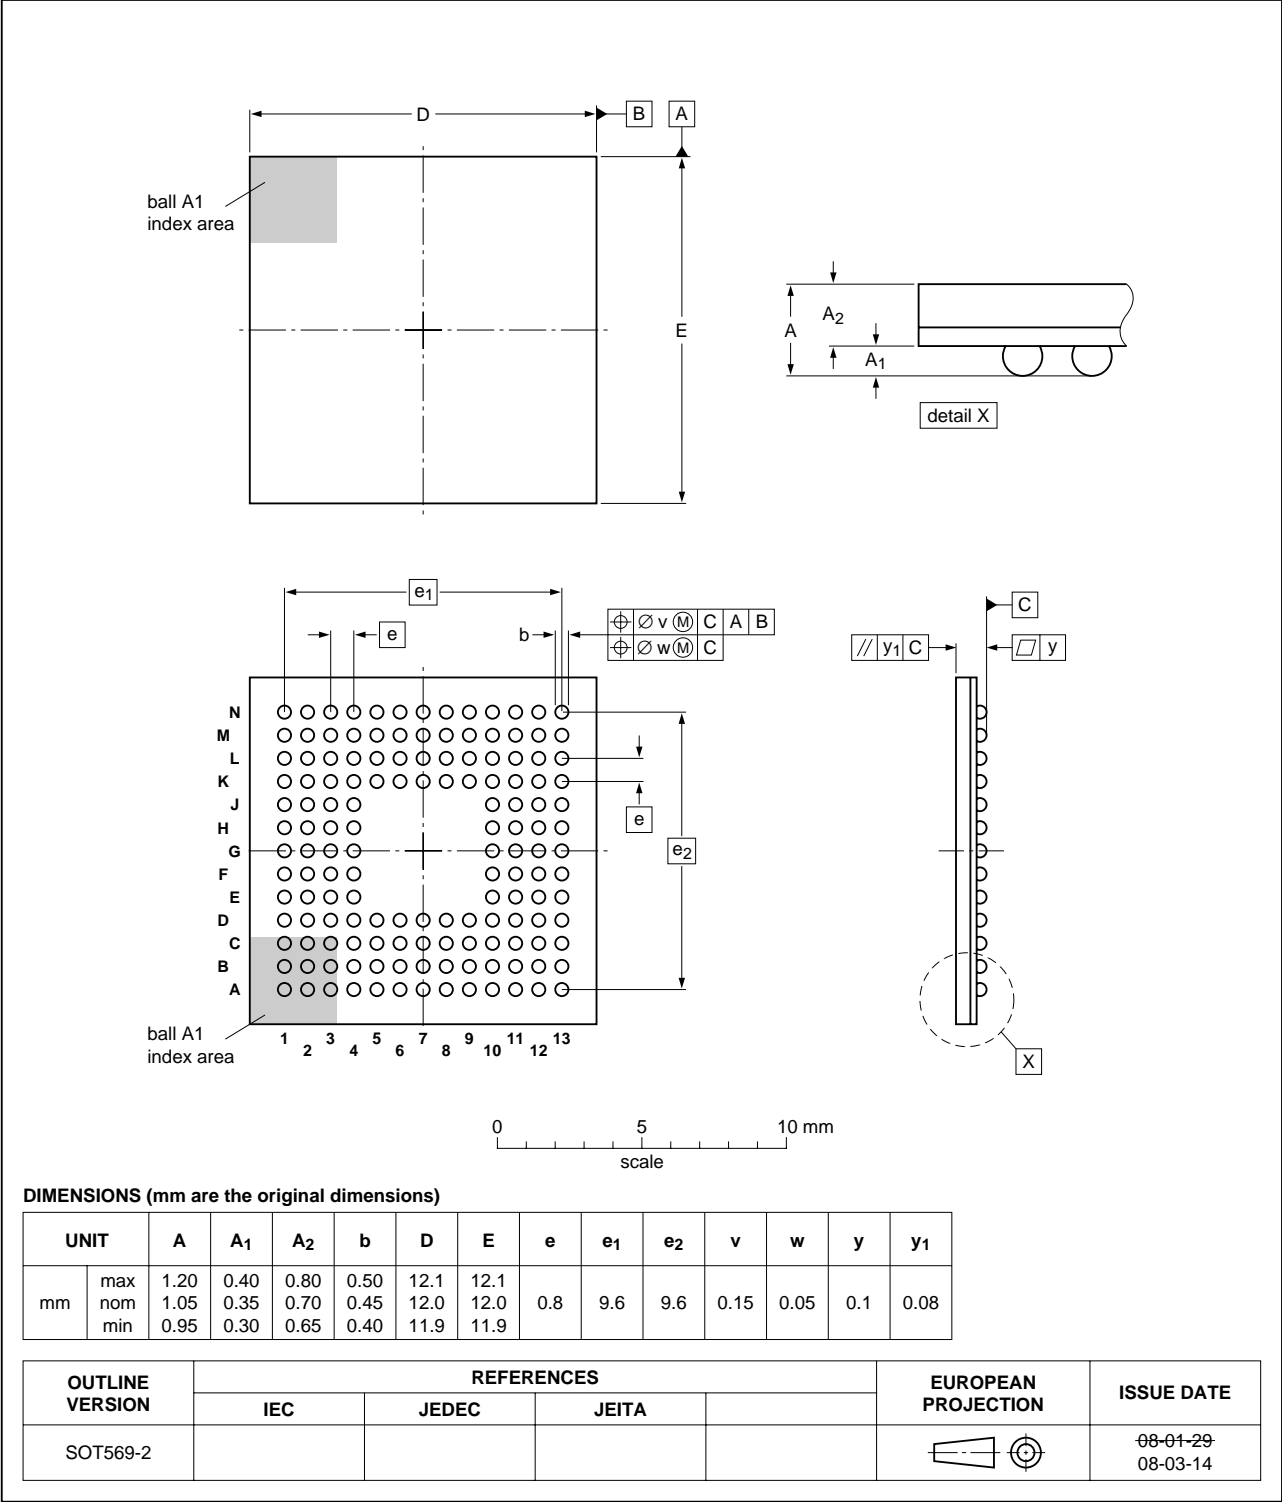 D
B
A
ball A1
index area
E
A
A2
A1
detail X
e1
e
b
⌖ ∅ v Ⓜ C A B
⌖ ∅ w Ⓜ C
C
// y1 C
▱ y
N
M
L
K
J
H
G
F
E
D
C
B
A
e
e2
ball A1
index area
1 2 3 4 5 6 7 8 9 10 11 12 13
X
0 5 10 mm
scale
DIMENSIONS (mm are the original dimensions)
UNIT A A1 A2 b D E e e1 e2 v w y y1
mm
max 1.20 0.40 0.80 0.50 12.1 12.1
nom 1.05 0.35 0.70 0.45 12.0 12.0 0.8 9.6 9.6 0.15 0.05 0.1 0.08
min 0.95 0.30 0.65 0.40 11.9 11.9
OUTLINE VERSION
REFERENCES
IEC JEDEC JEITA
EUROPEAN PROJECTION
ISSUE DATE
SOT569-2
08-01-29
08-03-14